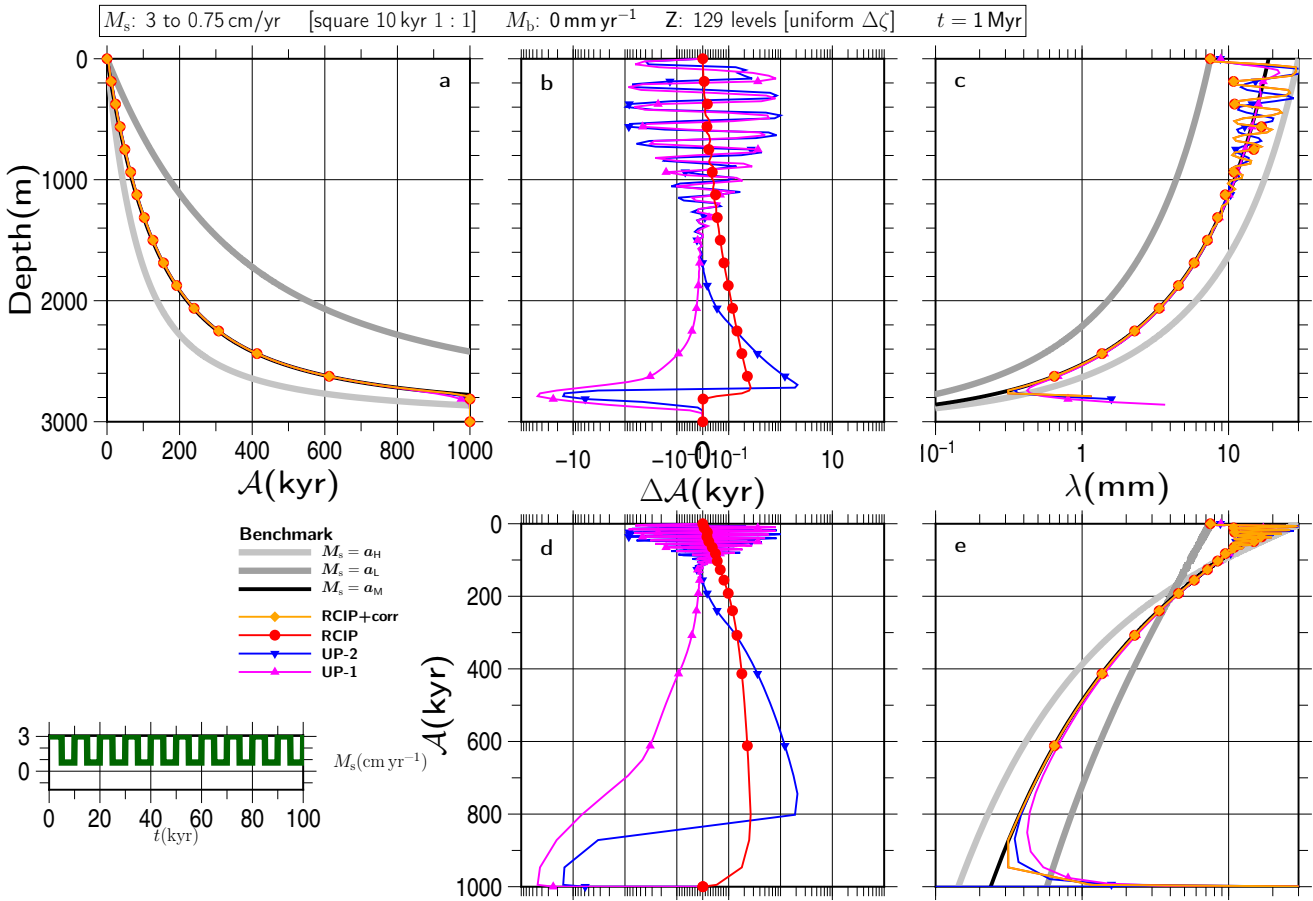 Mₛ: 3 to 0.75 cm/yr [square 10 kyr 1 : 1] M_b: 0 mm yr⁻¹ Z: 129 levels [uniform Δζ] t = 1 Myr
0
1000
2000
3000
Depth(m)
a
0 200 400 600 800 1000
𝒜(kyr)
b
−10 −10⁻¹ 0 10⁻¹ 10
Δ𝒜(kyr)
c
10⁻¹ 1 10
λ(mm)
Benchmark
Mₛ = a_H
Mₛ = a_L
Mₛ = a_M
RCIP+corr
RCIP
UP-2
UP-1
3
0
Mₛ(cm yr⁻¹)
0 20 40 60 80 100
t(kyr)
0
200
400
600
800
1000
𝒜(kyr)
d
e